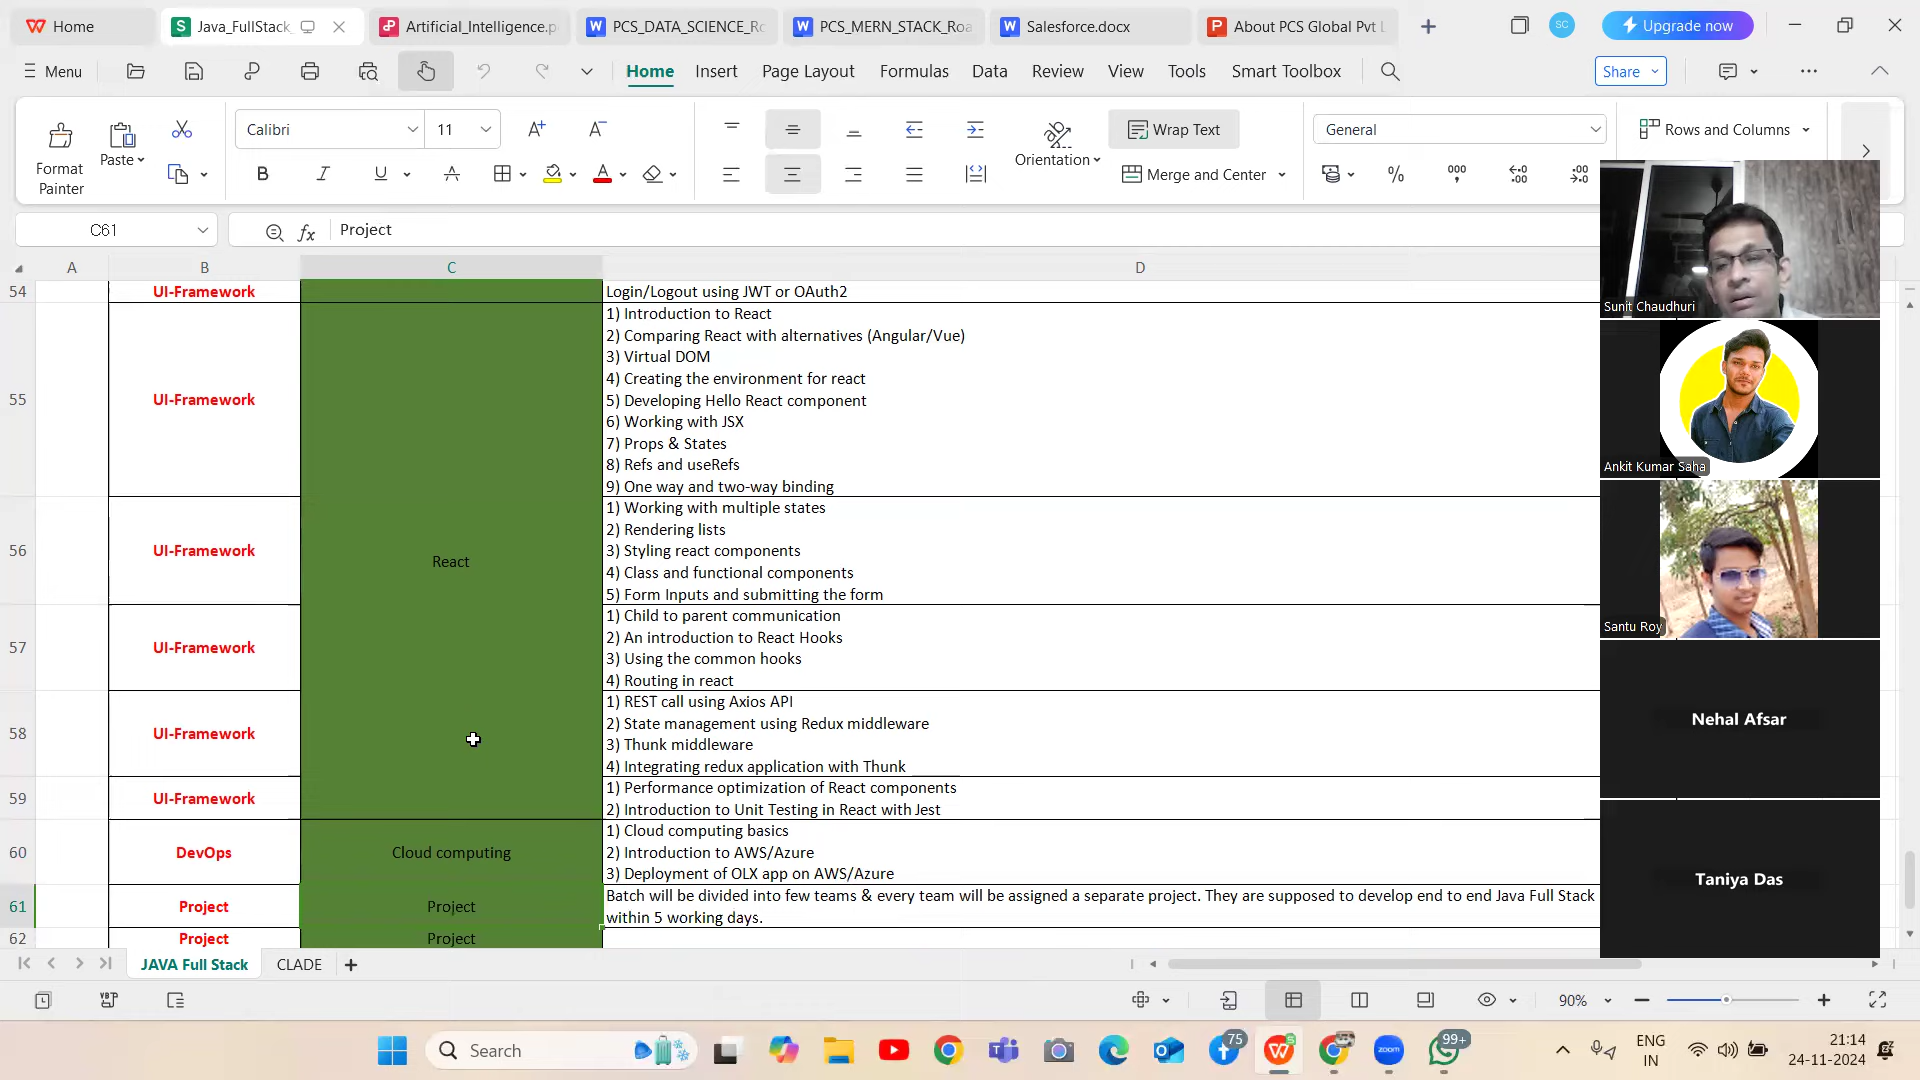 Home
Java_FullStack_
Artificial_Intelligence.p
PCS_DATA_SCIENCE_Ro
PCS_MERN_STACK_Roa
Salesforce.docx
About PCS Global Pvt L
SC
Upgrade now
Menu
Home
Insert
Page Layout
Formulas
Data
Review
View
Tools
Smart Toolbox
Share
Format Painter
Paste
Calibri
11
Orientation
Wrap Text
Merge and Center
General
Rows and Columns
C61
Project
A B C D
54 UI-Framework Login/Logout using JWT or OAuth2
55 UI-Framework
1) Introduction to React
2) Comparing React with alternatives (Angular/Vue)
3) Virtual DOM
4) Creating the environment for react
5) Developing Hello React component
6) Working with JSX
7) Props & States
8) Refs and useRefs
9) One way and two-way binding
56 UI-Framework React
1) Working with multiple states
2) Rendering lists
3) Styling react components
4) Class and functional components
5) Form Inputs and submitting the form
57 UI-Framework
1) Child to parent communication
2) An introduction to React Hooks
3) Using the common hooks
4) Routing in react
58 UI-Framework
1) REST call using Axios API
2) State management using Redux middleware
3) Thunk middleware
4) Integrating redux application with Thunk
59 UI-Framework
1) Performance optimization of React components
2) Introduction to Unit Testing in React with Jest
60 DevOps Cloud computing
1) Cloud computing basics
2) Introduction to AWS/Azure
3) Deployment of OLX app on AWS/Azure
61 Project Project
Batch will be divided into few teams & every team will be assigned a separate project. They are supposed to develop end to end Java Full Stack
within 5 working days.
62 Project Project
Sunit Chaudhuri
Ankit Kumar Saha
Santu Roy
Nehal Afsar
Taniya Das
JAVA Full Stack
CLADE
90%
Search
75
zoom
99+
ENG
IN
21:14
24-11-2024